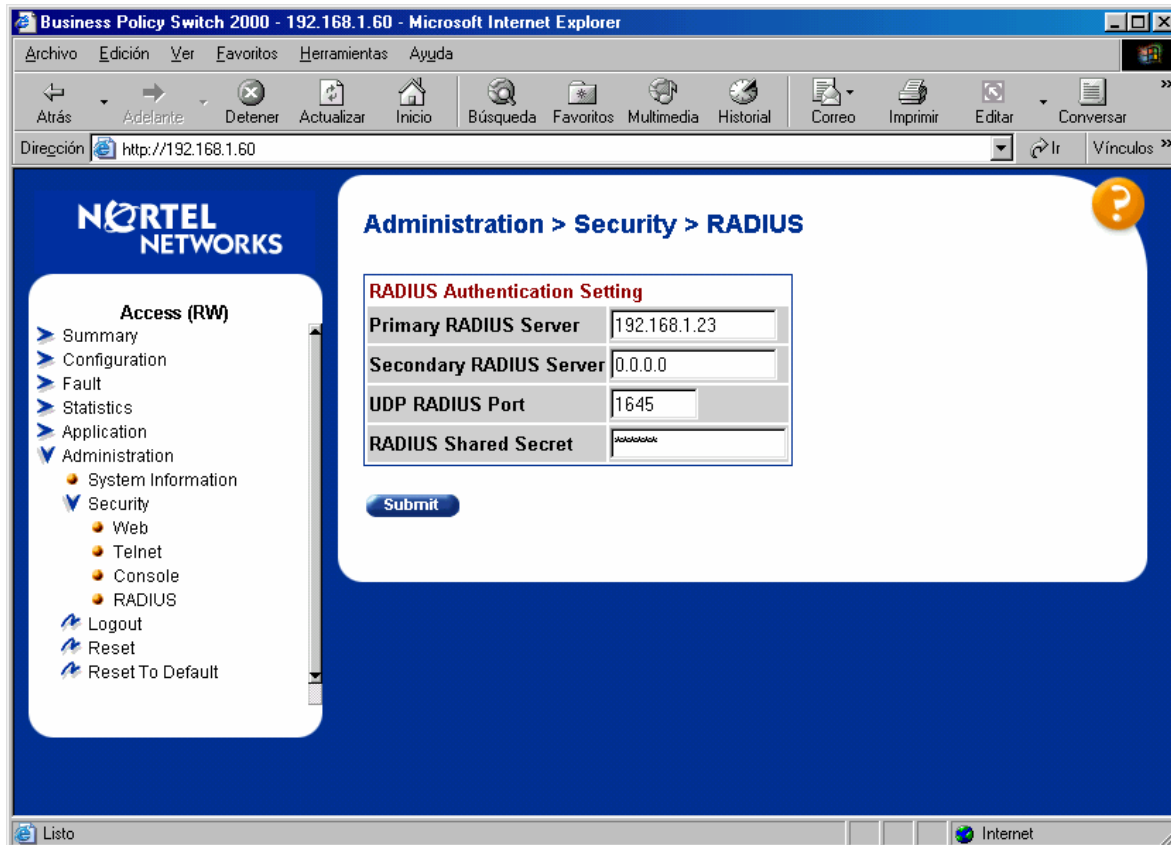 Business Policy Switch 2000 - 192.168.1.60 - Microsoft Internet Explorer
Archivo Edición Ver Favoritos Herramientas Ayuda
Atrás Adelante Detener Actualizar Inicio Búsqueda Favoritos Multimedia Historial Correo Imprimir Editar Conversar
Dirección http://192.168.1.60 Ir Vínculos
NORTEL
NETWORKS
Access (RW)
Summary
Configuration
Fault
Statistics
Application
Administration
System Information
Security
Web
Telnet
Console
RADIUS
Logout
Reset
Reset To Default
Administration > Security > RADIUS
RADIUS Authentication Setting
Primary RADIUS Server 192.168.1.23
Secondary RADIUS Server 0.0.0.0
UDP RADIUS Port 1645
RADIUS Shared Secret *******
Submit
?
Listo Internet